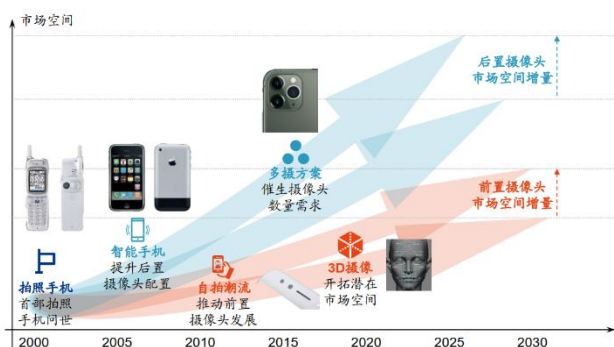 市场空间
后置摄像头
市场空间增量
多摄方案
催生摄像头
数量需求
前置摄像头
市场空间增量
智能手机
提升后置
摄像头配置
拍照手机
首部拍照
手机问世
自拍潮流
推动前置
摄像头发展
3D摄像
开拓潜在
市场空间
2000
2005
2010
2015
2020
2025
2030